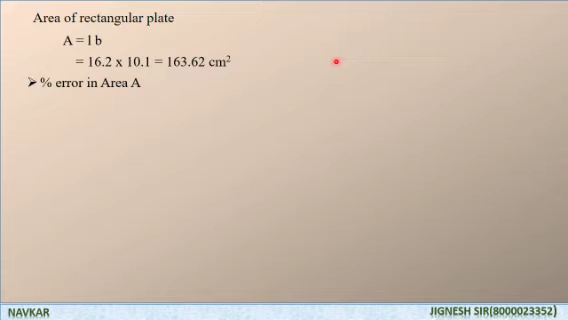 Area of rectangular plate
A = l b
= 16.2 x 10.1 = 163.62 cm²
➤ % error in Area A
NAVKAR
JIGNESH SIR(8000023352)